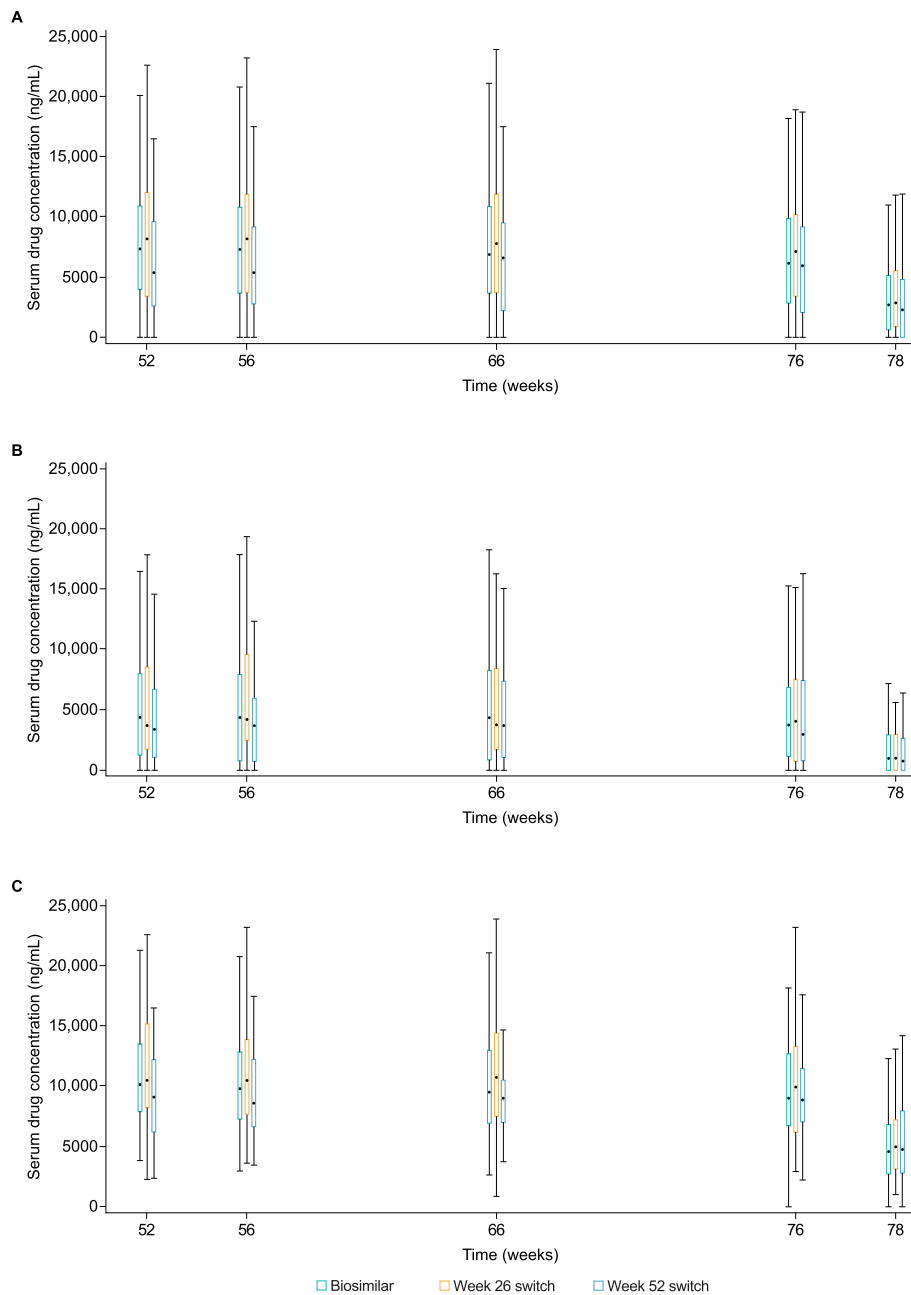 A
Serum drug concentration (ng/mL)
25,000
20,000
15,000
10,000
5000
0
52 56 66 76 78
Time (weeks)
B
Serum drug concentration (ng/mL)
25,000
20,000
15,000
10,000
5000
0
52 56 66 76 78
Time (weeks)
C
Serum drug concentration (ng/mL)
25,000
20,000
15,000
10,000
5000
0
52 56 66 76 78
Time (weeks)
Biosimilar Week 26 switch Week 52 switch